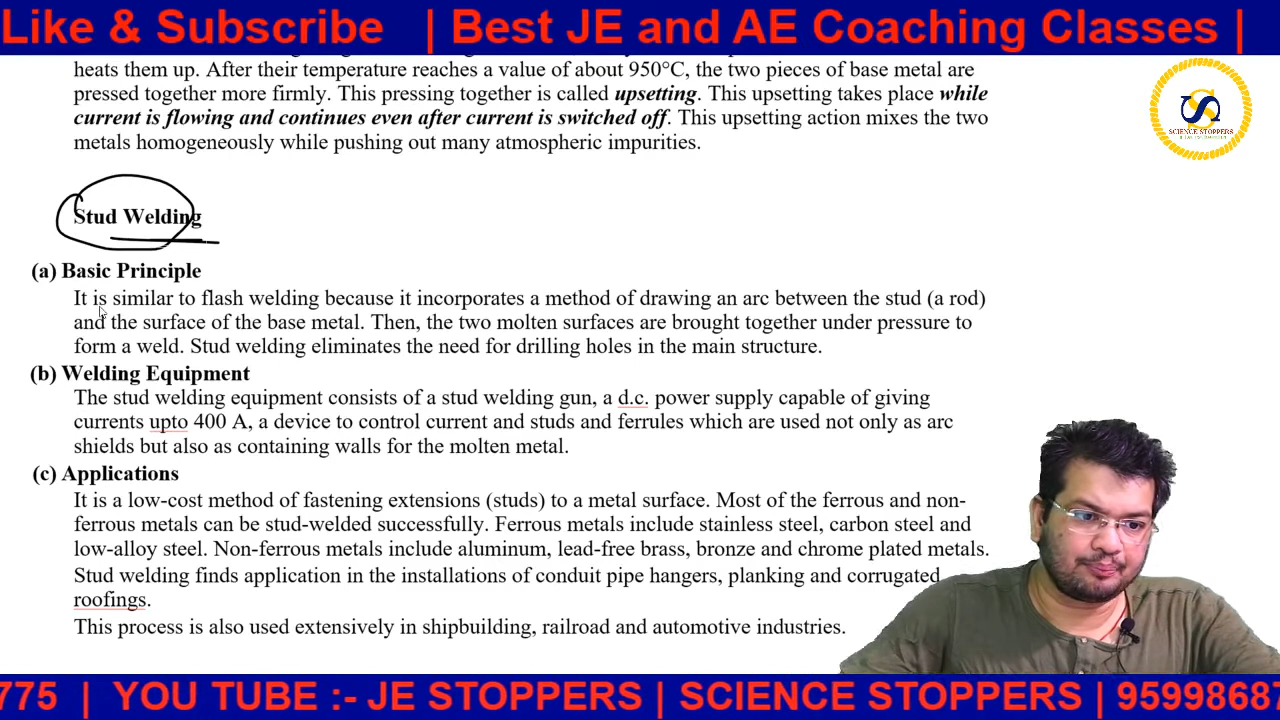 Like & Subscribe | Best JE and AE Coaching Classes |
heats them up. After their temperature reaches a value of about 950°C, the two pieces of base metal are
pressed together more firmly. This pressing together is called upsetting. This upsetting takes place while
current is flowing and continues even after current is switched off. This upsetting action mixes the two
metals homogeneously while pushing out many atmospheric impurities.
SCIENCE STOPPERS
Stud Welding
(a) Basic Principle
It is similar to flash welding because it incorporates a method of drawing an arc between the stud (a rod)
and the surface of the base metal. Then, the two molten surfaces are brought together under pressure to
form a weld. Stud welding eliminates the need for drilling holes in the main structure.
(b) Welding Equipment
The stud welding equipment consists of a stud welding gun, a d.c. power supply capable of giving
currents upto 400 A, a device to control current and studs and ferrules which are used not only as arc
shields but also as containing walls for the molten metal.
(c) Applications
It is a low-cost method of fastening extensions (studs) to a metal surface. Most of the ferrous and non-
ferrous metals can be stud-welded successfully. Ferrous metals include stainless steel, carbon steel and
low-alloy steel. Non-ferrous metals include aluminum, lead-free brass, bronze and chrome plated metals.
Stud welding finds application in the installations of conduit pipe hangers, planking and corrugated
roofings.
This process is also used extensively in shipbuilding, railroad and automotive industries.
775 | YOU TUBE :- JE STOPPERS | SCIENCE STOPPERS | 9599868